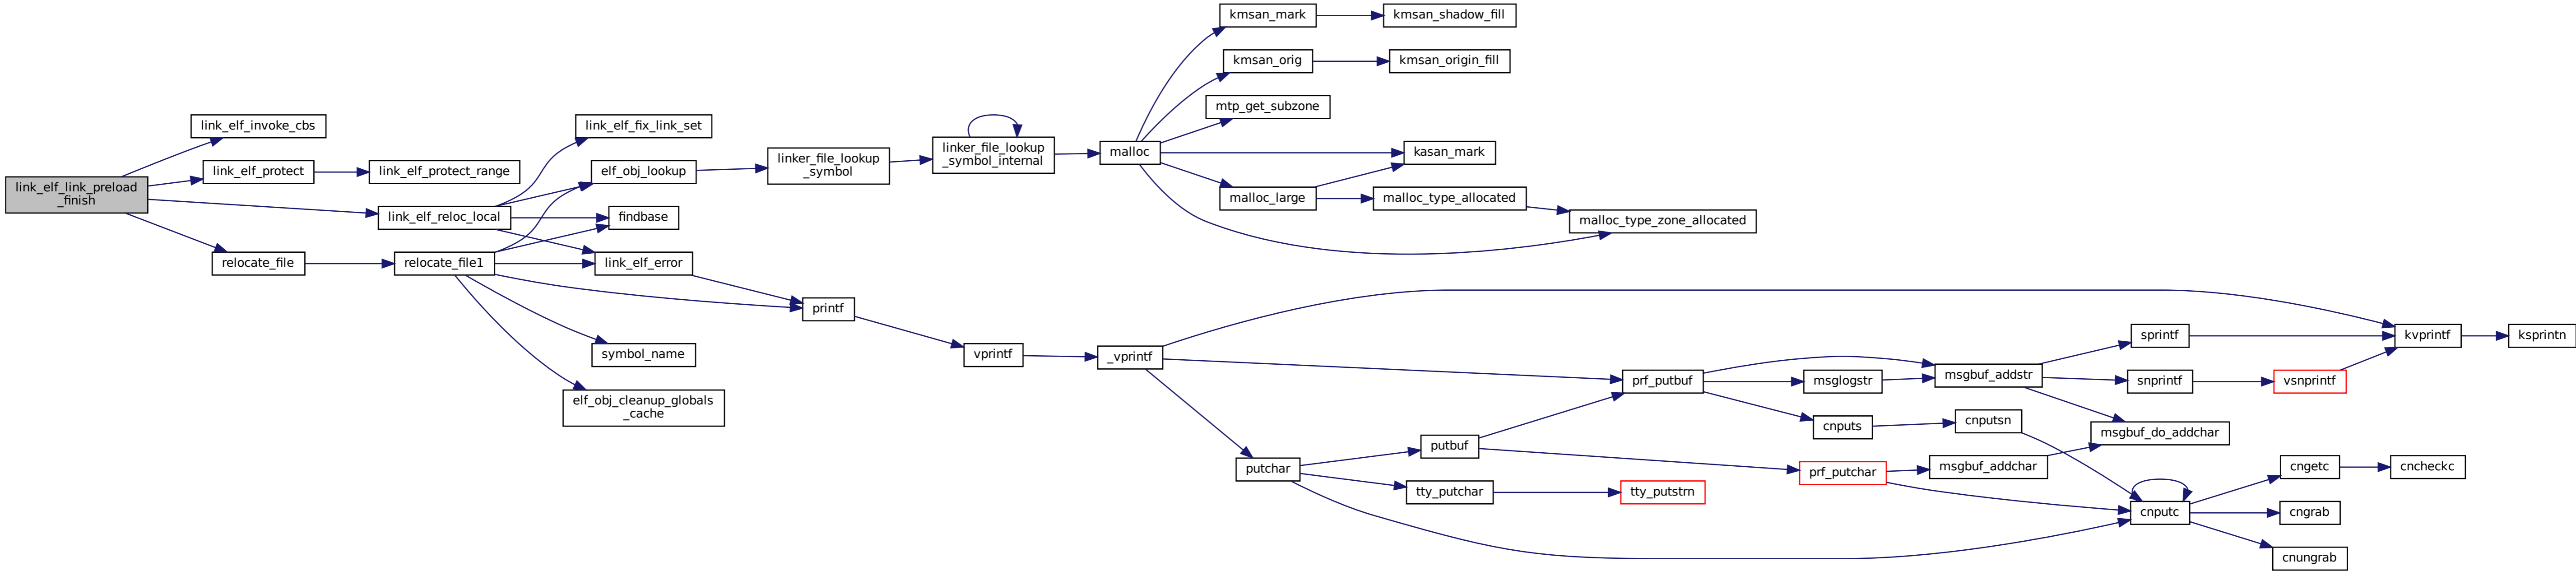 link_elf_link_preload
_finish
link_elf_invoke_cbs
link_elf_protect
link_elf_protect_range
link_elf_reloc_local
relocate_file
relocate_file1
link_elf_fix_link_set
elf_obj_lookup
findbase
link_elf_error
symbol_name
elf_obj_cleanup_globals
_cache
linker_file_lookup
_symbol
linker_file_lookup
_symbol_internal
printf
vprintf
_vprintf
malloc
kmsan_mark
kmsan_shadow_fill
kmsan_orig
kmsan_origin_fill
mtp_get_subzone
kasan_mark
malloc_large
malloc_type_allocated
malloc_type_zone_allocated
putchar
putbuf
tty_putchar
tty_putstrn
prf_putbuf
msglogstr
msgbuf_addstr
cnputs
cnputsn
prf_putchar
msgbuf_addchar
sprintf
snprintf
vsnprintf
msgbuf_do_addchar
kvprintf
ksprintn
cnputc
cngetc
cncheckc
cngrab
cnungrab